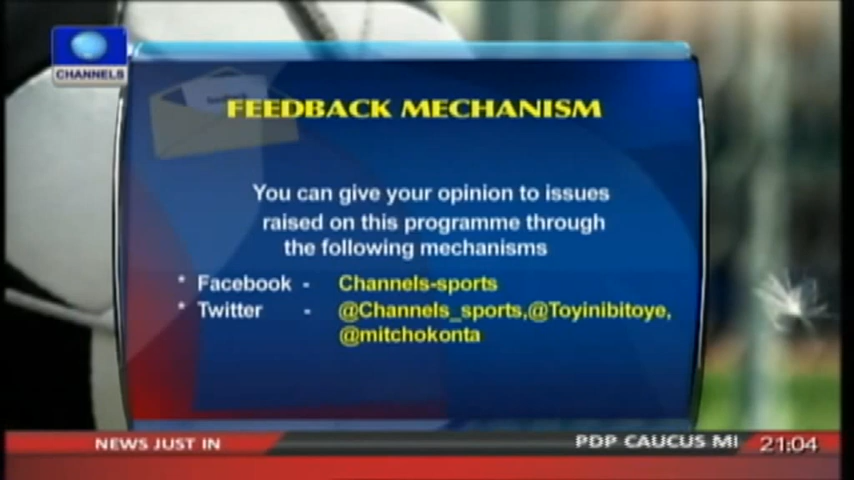 CHANNELS
FEEDBACK MECHANISM
You can give your opinion to issues
raised on this programme through
the following mechanisms
* Facebook - Channels-sports
* Twitter - @Channels_sports,@Toyinibitoye,
@mitchokonta
NEWS JUST IN
PDP CAUCUS MI
21:04